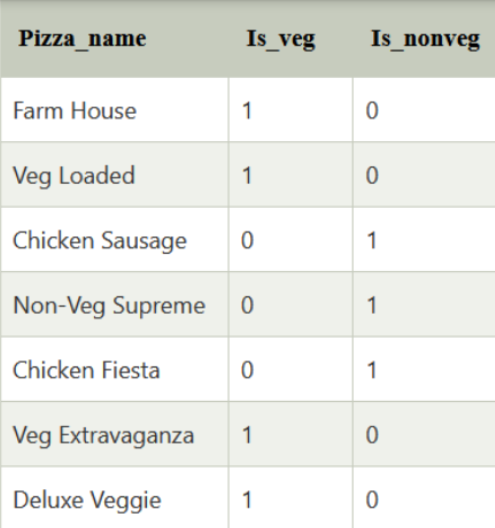 Pizza_name Is_veg Is_nonveg
Farm House 1 0
Veg Loaded 1 0
Chicken Sausage 0 1
Non-Veg Supreme 0 1
Chicken Fiesta 0 1
Veg Extravaganza 1 0
Deluxe Veggie 1 0